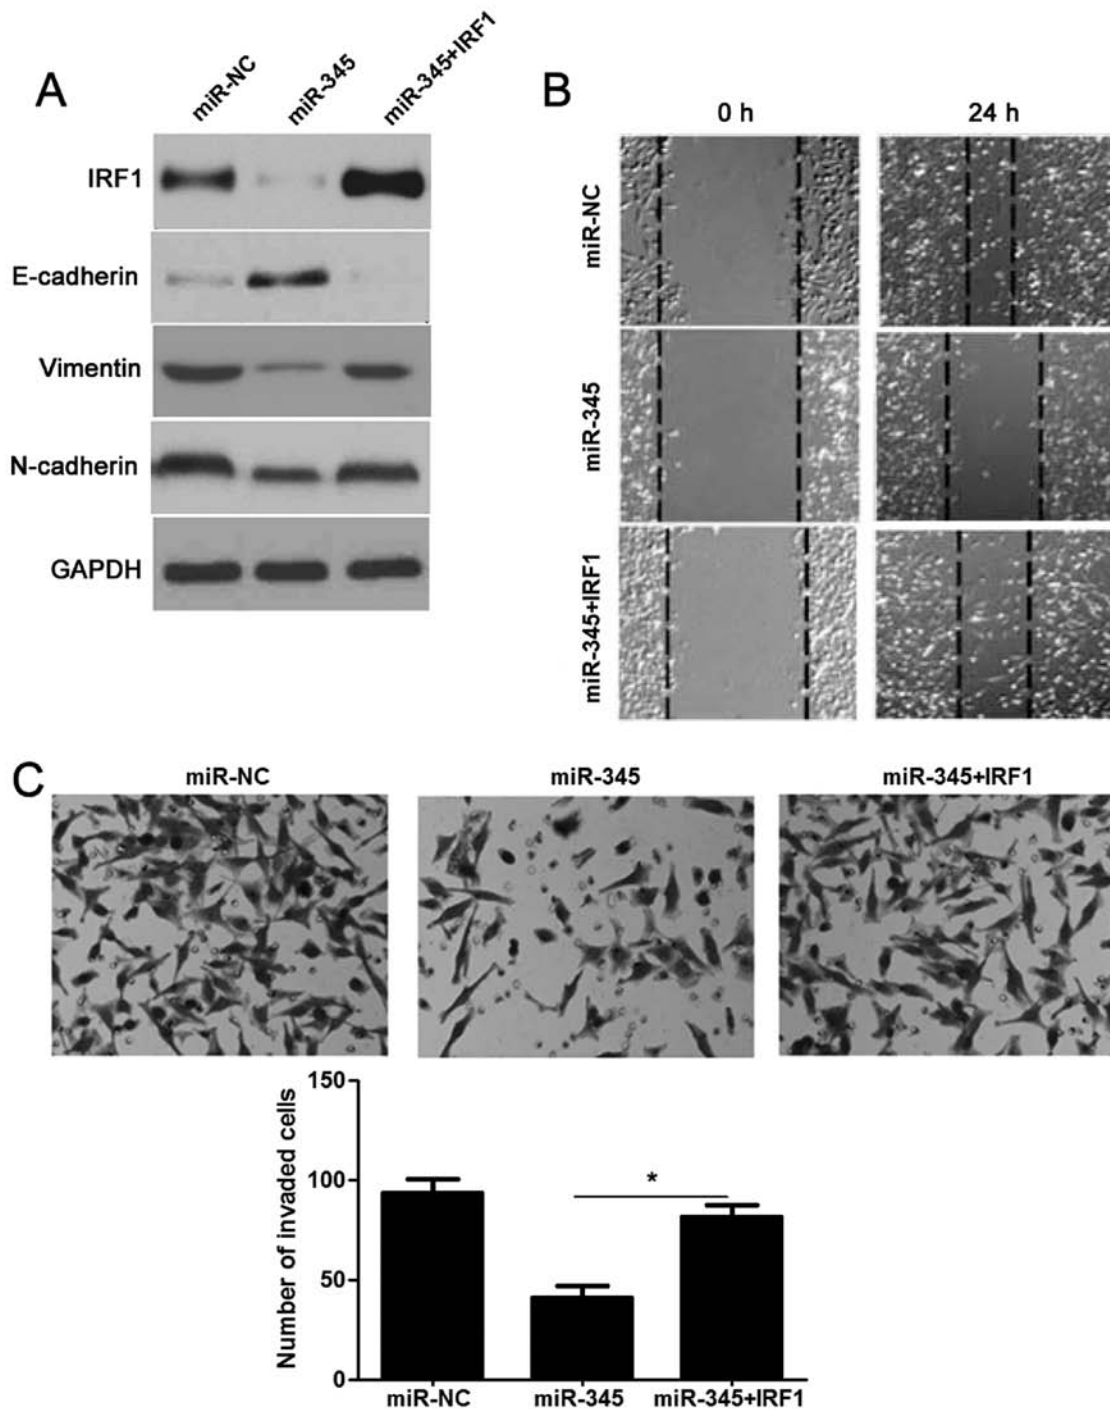 A
miR-NC
miR-345
miR-345+IRF1
IRF1
E-cadherin
Vimentin
N-cadherin
GAPDH
B
0 h
24 h
miR-NC
miR-345
miR-345+IRF1
C
miR-NC
miR-345
miR-345+IRF1
Number of invaded cells
150
100
50
0
*
miR-NC
miR-345
miR-345+IRF1